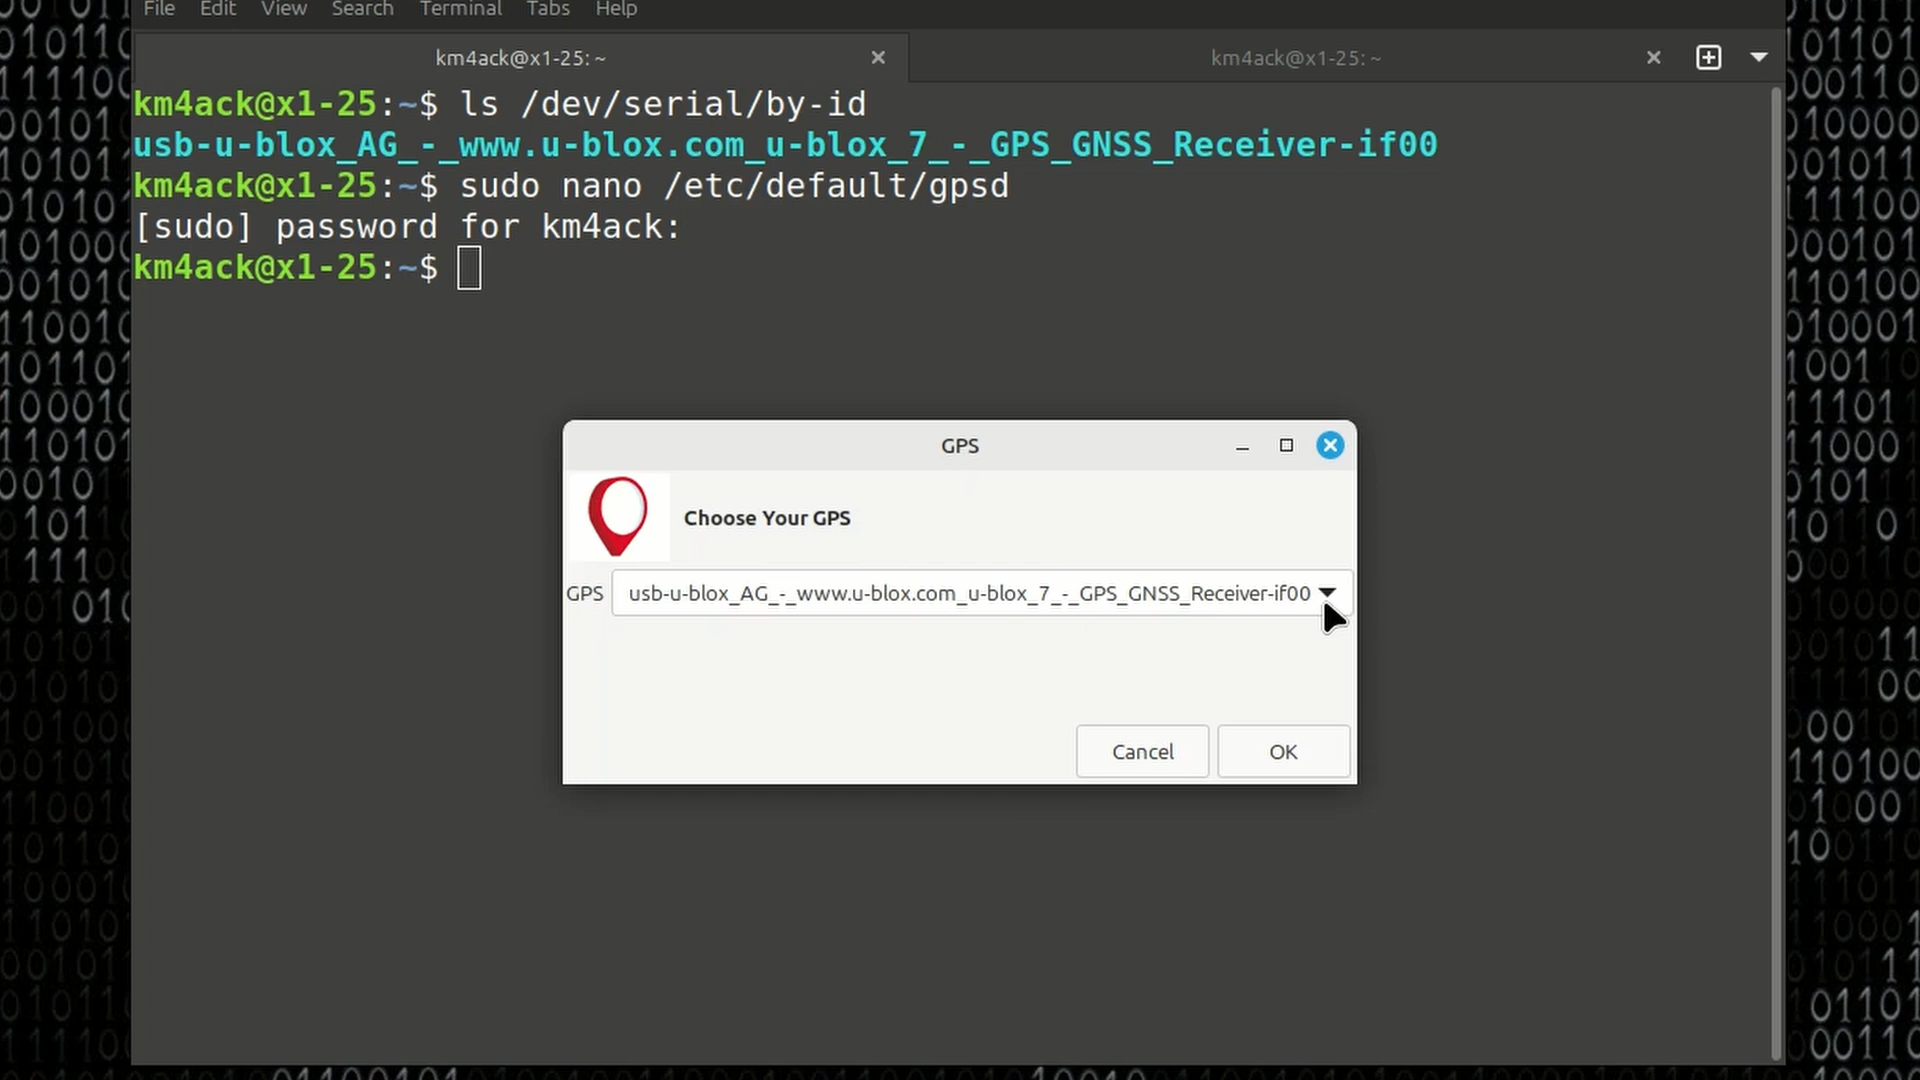 File Edit View Search Terminal Tabs Help
km4ack@x1-25: ~
km4ack@x1-25: ~
km4ack@x1-25:~$ ls /dev/serial/by-id
usb-u-blox_AG_-_www.u-blox.com_u-blox_7_-_GPS_GNSS_Receiver-if00
km4ack@x1-25:~$ sudo nano /etc/default/gpsd
[sudo] password for km4ack:
km4ack@x1-25:~$
GPS
Choose Your GPS
GPS usb-u-blox_AG_-_www.u-blox.com_u-blox_7_-_GPS_GNSS_Receiver-if00
Cancel OK